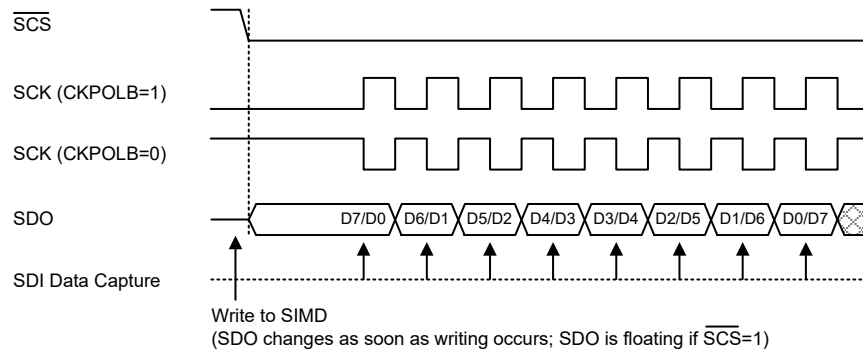 SCS
SCK (CKPOLB=1)
SCK (CKPOLB=0)
SDO D7/D0 D6/D1 D5/D2 D4/D3 D3/D4 D2/D5 D1/D6 D0/D7
SDI Data Capture
Write to SIMD
(SDO changes as soon as writing occurs; SDO is floating if SCS=1)